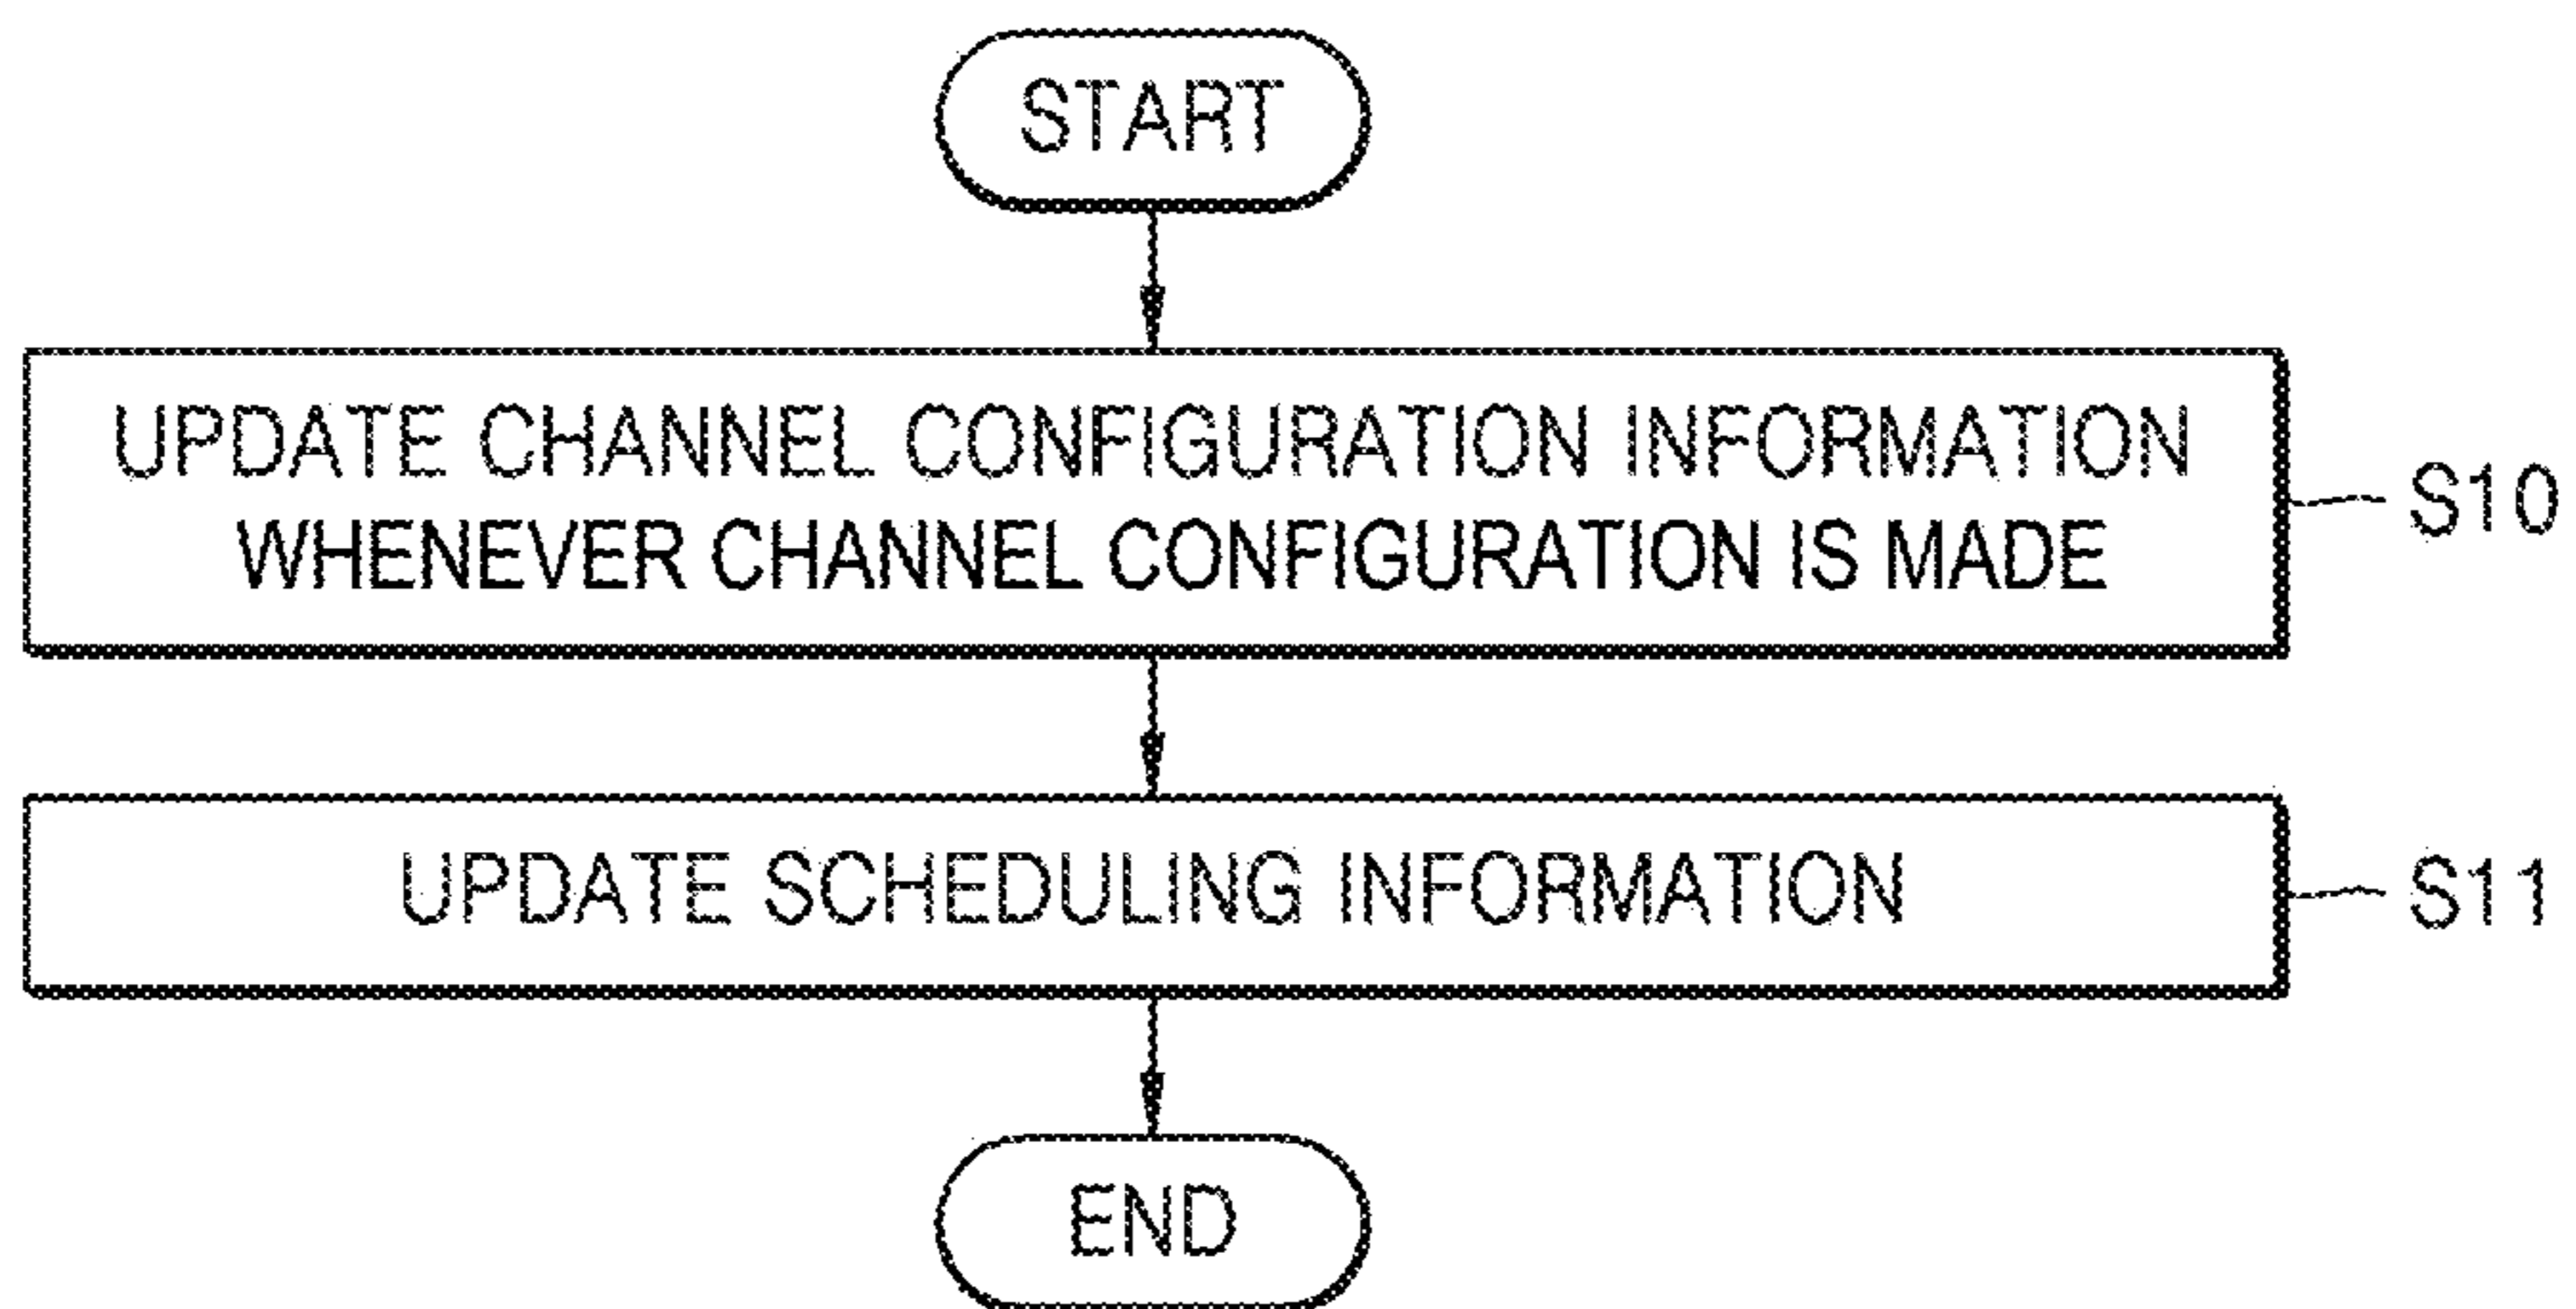 START
UPDATE CHANNEL CONFIGURATION INFORMATION
WHENEVER CHANNEL CONFIGURATION IS MADE
S10
UPDATE SCHEDULING INFORMATION
S11
END